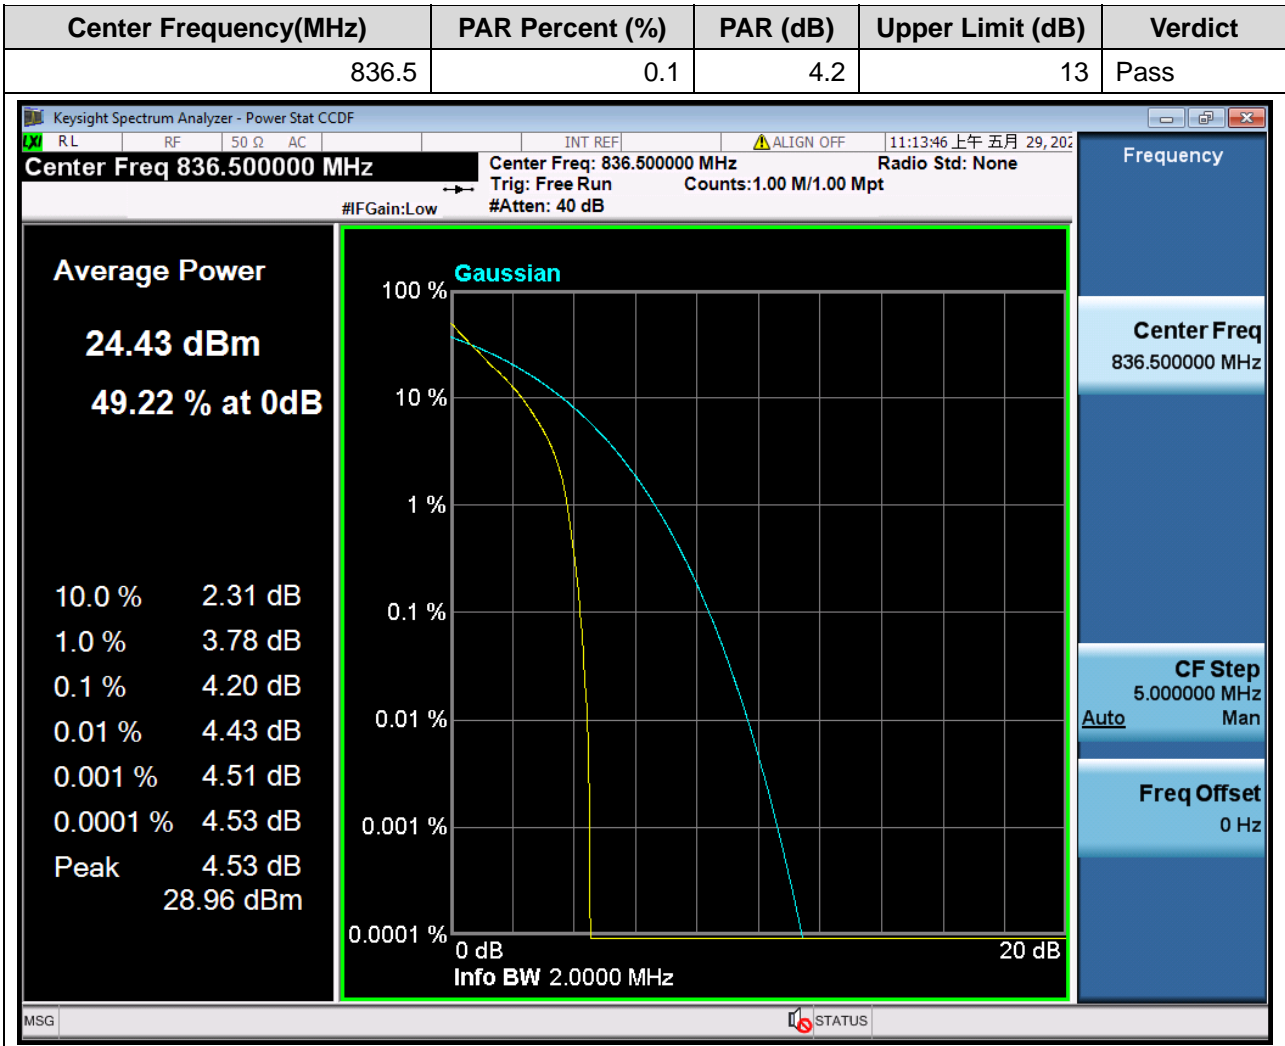 Center Frequency(MHz) PAR Percent (%) PAR (dB) Upper Limit (dB) Verdict
836.5 0.1 4.2 13 Pass
Keysight Spectrum Analyzer - Power Stat CCDF
LXI RL RF 50 Ω AC INT REF ALIGN OFF 11:13:46 上午 五月 29, 202
Center Freq 836.500000 MHz
Center Freq: 836.500000 MHz Radio Std: None
Trig: Free Run Counts:1.00 M/1.00 Mpt
#IFGain:Low #Atten: 40 dB
Average Power
24.43 dBm
49.22 % at 0dB
10.0 % 2.31 dB
1.0 % 3.78 dB
0.1 % 4.20 dB
0.01 % 4.43 dB
0.001 % 4.51 dB
0.0001 % 4.53 dB
Peak 4.53 dB
28.96 dBm
Gaussian
100 %
10 %
1 %
0.1 %
0.01 %
0.001 %
0.0001 %
0 dB 20 dB
Info BW 2.0000 MHz
Frequency
Center Freq
836.500000 MHz
CF Step
5.000000 MHz
Auto Man
Freq Offset
0 Hz
MSG STATUS